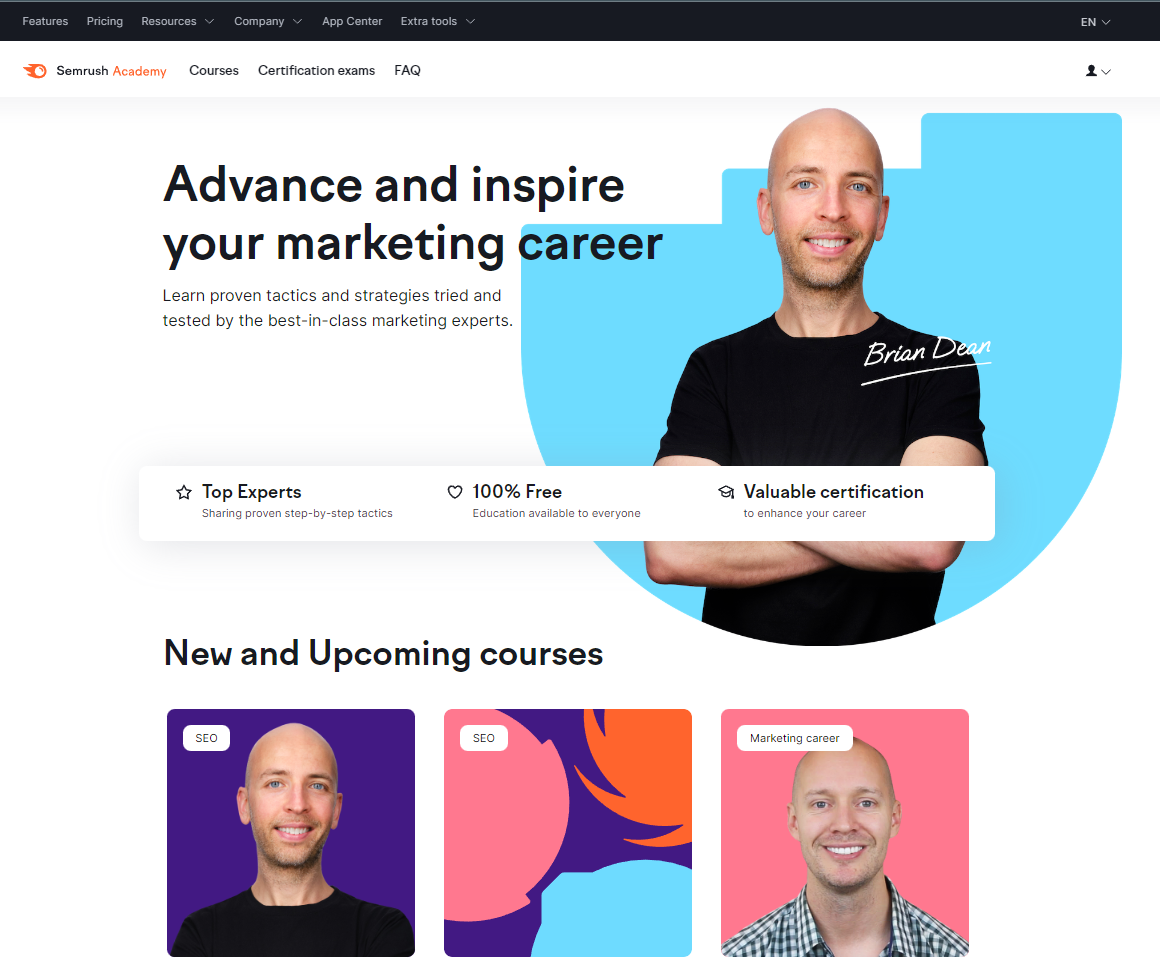 Features Pricing Resources Company App Center Extra tools EN
Semrush Academy Courses Certification exams FAQ
Advance and inspire
your marketing career
Learn proven tactics and strategies tried and
tested by the best-in-class marketing experts.
Brian Dean
Top Experts
Sharing proven step-by-step tactics
100% Free
Education available to everyone
Valuable certification
to enhance your career
New and Upcoming courses
SEO
SEO
Marketing career